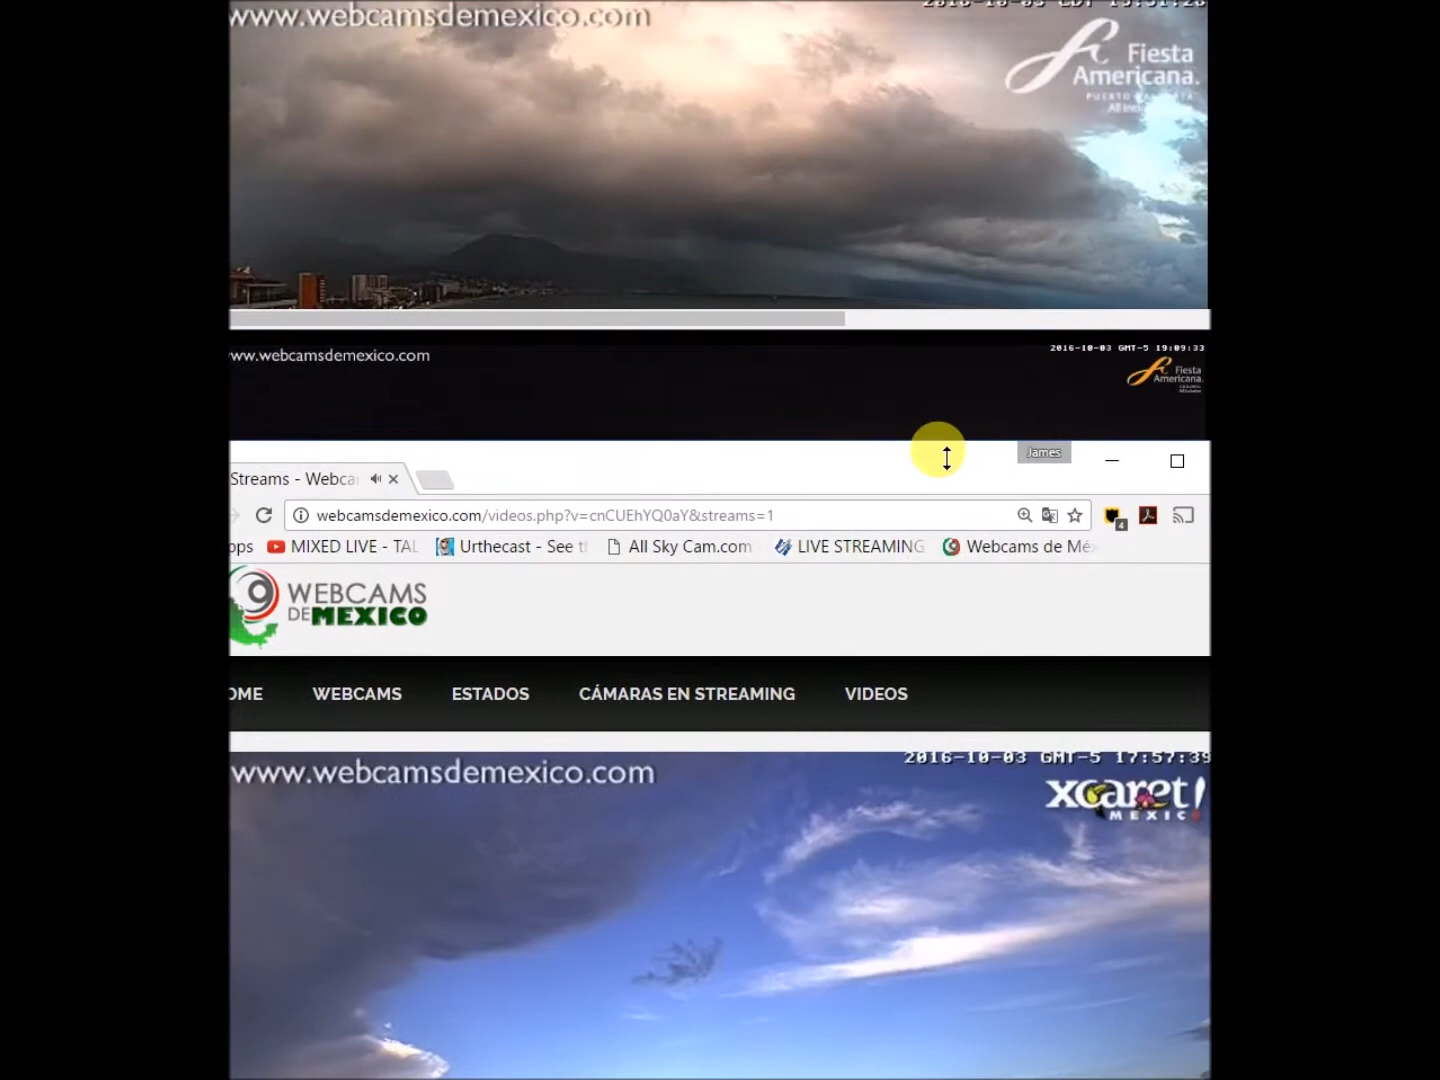 www.webcamsdemexico.com
Fiesta
Americana.
www.webcamsdemexico.com
2016-10-03 GMT-5 19:09:33
Fiesta
Americana.
James
Streams - Webca
webcamsdemexico.com/videos.php?v=cnCUEhYQ0aY&streams=1
4
MIXED LIVE - TAL
Urthecast - See t
All Sky Cam.com
LIVE STREAMING
Webcams de Mé
WEBCAMS
DE MEXICO
OME
WEBCAMS
ESTADOS
CÁMARAS EN STREAMING
VIDEOS
www.webcamsdemexico.com
2016-10-03 GMT-5 17:57:39
xcaret!
MEXICO